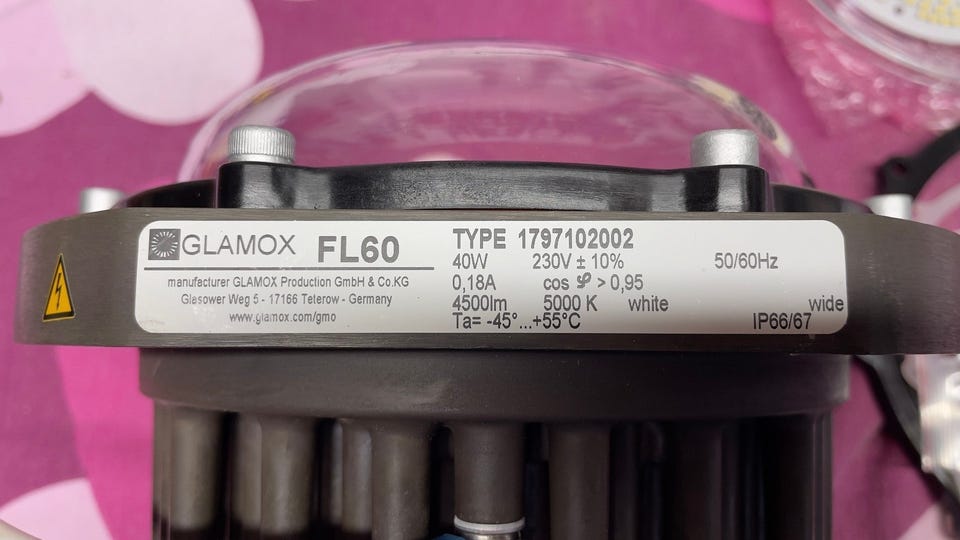 GLAMOX FL60
manufacturer GLAMOX Production GmbH & Co.KG
Glasower Weg 5 - 17166 Teterow - Germany
www.glamox.com/gmo
TYPE 1797102002
40W 230V ± 10% 50/60Hz
0,18A cos φ > 0,95
4500lm 5000 K white wide
Ta= -45°...+55°C IP66/67